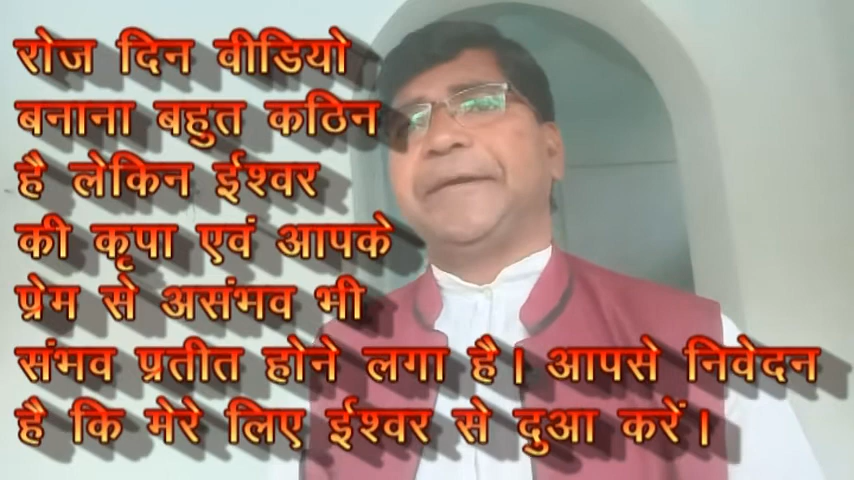 रोज दिन वीडियो
बनाना बहुत कठिन
है लेकिन ईश्वर
की कृपा एवं आपके
प्रेम से असंभव भी
संभव प्रतीत होने लगा है। आपसे निवेदन
है कि मेरे लिए ईश्वर से दुआ करें।